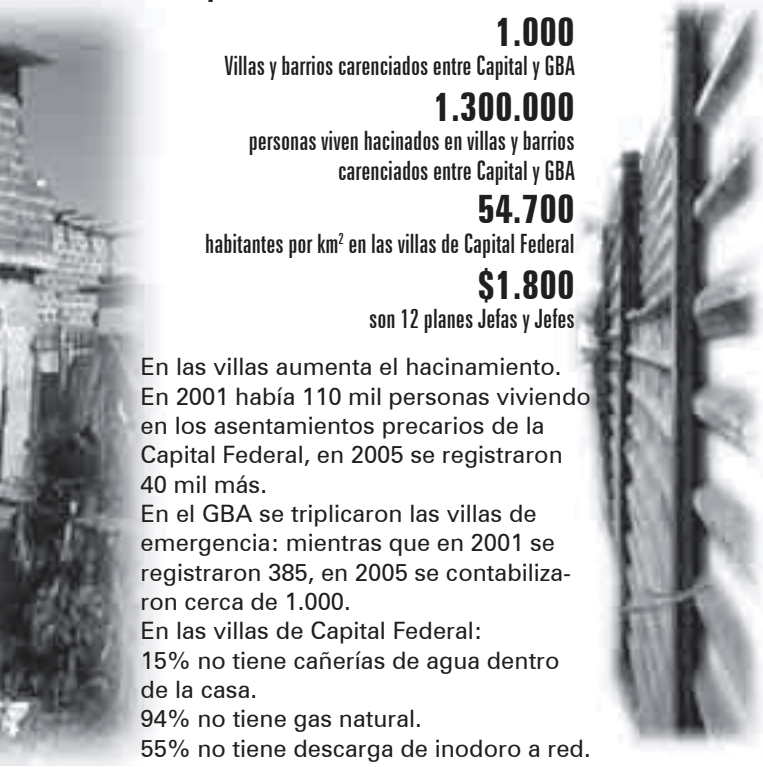 1.000
Villas y barrios carenciados entre Capital y GBA
1.300.000
personas viven hacinados en villas y barrios
carenciados entre Capital y GBA
54.700
habitantes por km² en las villas de Capital Federal
$1.800
son 12 planes Jefas y Jefes
En las villas aumenta el hacinamiento.
En 2001 había 110 mil personas viviendo
en los asentamientos precarios de la
Capital Federal, en 2005 se registraron
40 mil más.
En el GBA se triplicaron las villas de
emergencia: mientras que en 2001 se
registraron 385, en 2005 se contabiliza-
ron cerca de 1.000.
En las villas de Capital Federal:
15% no tiene cañerías de agua dentro
de la casa.
94% no tiene gas natural.
55% no tiene descarga de inodoro a red.